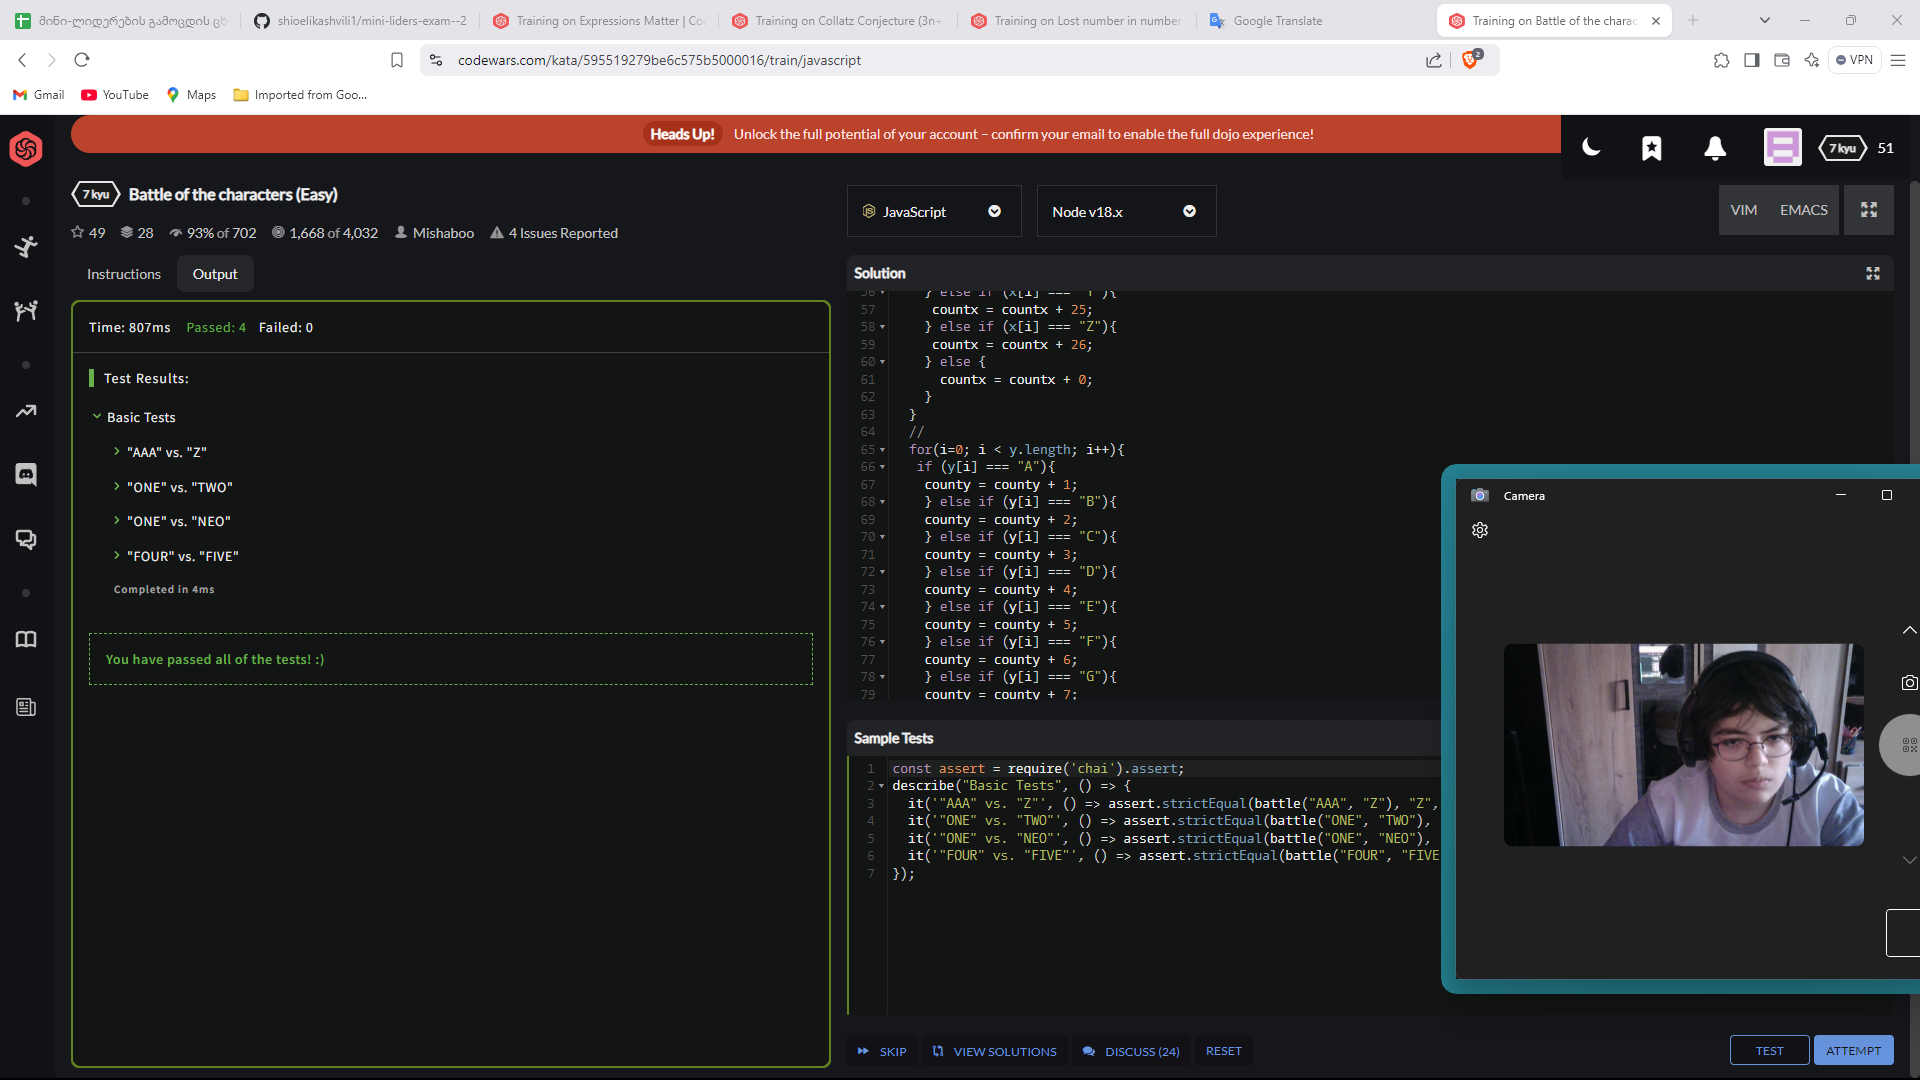 მინი-ლიდერების გამოცდის ცხ
shioelikashvili1/mini-liders-exam--2
Training on Expressions Matter | Co
Training on Collatz Conjecture (3n+
Training on Lost number in number
Google Translate
Training on Battle of the charac
codewars.com/kata/595519279be6c575b5000016/train/javascript
2
VPN
Gmail
YouTube
Maps
Imported from Goo...
Heads Up! Unlock the full potential of your account – confirm your email to enable the full dojo experience!
7 kyu 51
7 kyu Battle of the characters (Easy)
49 28 93% of 702 1,668 of 4,032 Mishaboo 4 Issues Reported
Instructions
Output
Time: 807ms Passed: 4 Failed: 0
Test Results:
Basic Tests
"AAA" vs. "Z"
"ONE" vs. "TWO"
"ONE" vs. "NEO"
"FOUR" vs. "FIVE"
Completed in 4ms
You have passed all of the tests! :)
JavaScript
Node v18.x
VIM
EMACS
Solution
56 } else if (x[i] === "Y"){
57 countx = countx + 25;
58 } else if (x[i] === "Z"){
59 countx = countx + 26;
60 } else {
61 countx = countx + 0;
62 }
63 }
64 //
65 for(i=0; i < y.length; i++){
66 if (y[i] === "A"){
67 county = county + 1;
68 } else if (y[i] === "B"){
69 county = county + 2;
70 } else if (y[i] === "C"){
71 county = county + 3;
72 } else if (y[i] === "D"){
73 county = county + 4;
74 } else if (y[i] === "E"){
75 county = county + 5;
76 } else if (y[i] === "F"){
77 county = county + 6;
78 } else if (y[i] === "G"){
79 county = county + 7;
Sample Tests
1 const assert = require('chai').assert;
2 describe("Basic Tests", () => {
3 it('"AAA" vs. "Z"', () => assert.strictEqual(battle("AAA", "Z"), "Z",
4 it('"ONE" vs. "TWO"', () => assert.strictEqual(battle("ONE", "TWO"),
5 it('"ONE" vs. "NEO"', () => assert.strictEqual(battle("ONE", "NEO"),
6 it('"FOUR" vs. "FIVE"', () => assert.strictEqual(battle("FOUR", "FIVE
7 });
Camera
SKIP
VIEW SOLUTIONS
DISCUSS (24)
RESET
TEST
ATTEMPT